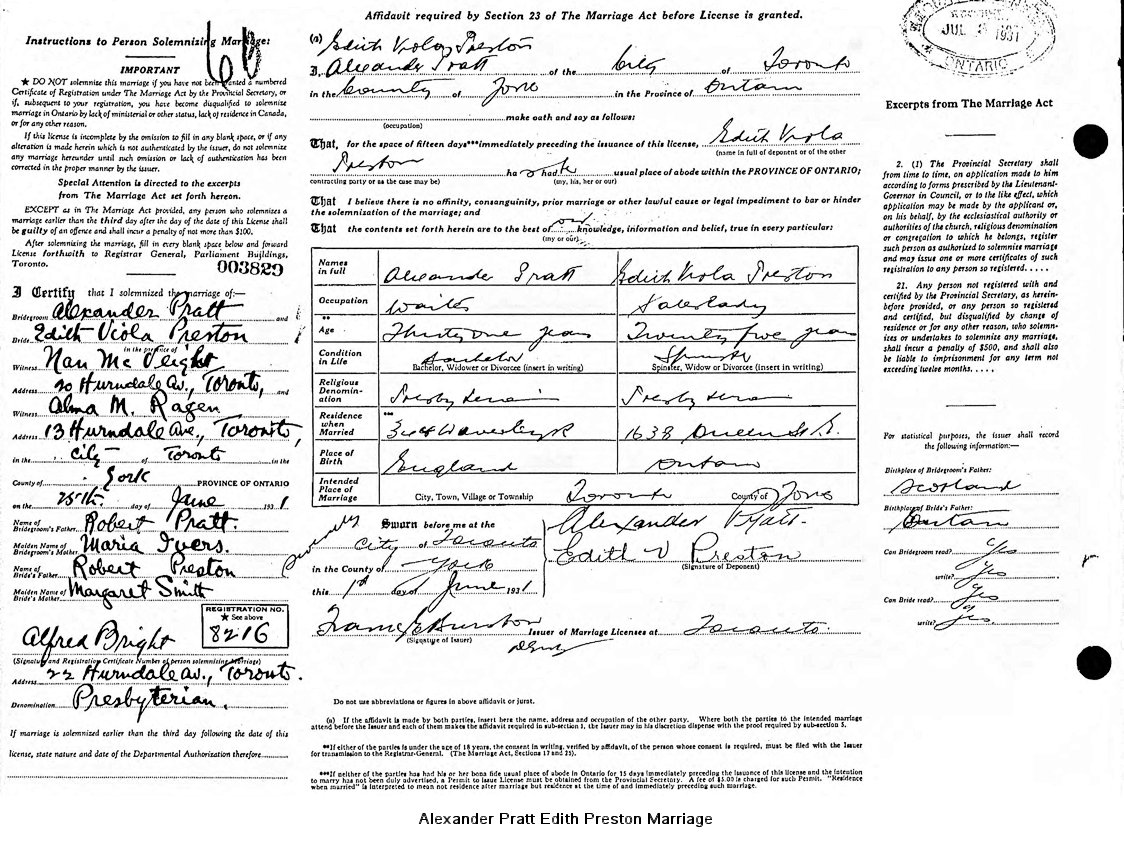 Affidavit required by Section 23 of The Marriage Act before License is granted.
Instructions to Person Solemnizing Marriage:
66
IMPORTANT
★ DO NOT solemnize this marriage if you have not been granted a numbered
Certificate of Registration under The Marriage Act by the Provincial Secretary, or
if, subsequent to your registration, you have become disqualified to solemnize
marriage in Ontario by lack of ministerial or other status, lack of residence in Canada,
or for any other reason.
If this license is incomplete by the omission to fill in any blank space, or if any
alteration is made herein which is not authenticated by the issuer, do not solemnize
any marriage hereunder until such omission or lack of authentication has been
corrected in the proper manner by the issuer.
Special Attention is directed to the excerpts
from The Marriage Act set forth hereon.
EXCEPT as in The Marriage Act provided, any person who solemnizes a
marriage earlier than the third day after the day of the date of this License shall
be guilty of an offence and shall incur a penalty of not more than $100.
After solemnizing the marriage, fill in every blank space below and forward
License forthwith to Registrar General, Parliament Buildings,
Toronto.
003829
I Certify that I solemnized the marriage of:—
Bridegroom Alexander Pratt and
Bride Edith Viola Preston
in the presence of
Witness Nan McVeight
Address 20 Hurndale Av., Toronto, and
Witness Alma M. Ragen
Address 13 Hurndale Ave., Toronto,
in the City of Toronto in the
County of York PROVINCE OF ONTARIO
on the 25th. day of June 1931
Name of Bridegroom's Father Robert Pratt.
Maiden Name of Bridegroom's Mother Maria Ivers.
Name of Bride's Father Robert Preston
Maiden Name of Bride's Mother Margaret Smith
REGISTRATION NO.
★ See above
8216
Alfred Bright
(Signature and Registration Certificate Number of person solemnizing Marriage)
Address 22 Hurndale Av., Toronto.
Denomination Presbyterian.
If marriage is solemnized earlier than the third day following the date of this
license, state nature and date of the Departmental Authorization therefore
(a) Edith Viola Preston
I, Alexander Pratt of the City of Toronto
in the County of York in the Province of Ontario
(occupation) make oath and say as follows:
That, for the space of fifteen days***immediately preceding the issuance of this license, Edith Viola
(name in full of deponent or of the other
Preston ha s had h usual place of abode within the PROVINCE OF ONTARIO;
contracting party or as the case may be) (my, his, her or our)
That I believe there is no affinity, consanguinity, prior marriage or other lawful cause or legal impediment to bar or hinder
the solemnization of the marriage; and
That the contents set forth herein are to the best of our knowledge, information and belief, true in every particular:
(my or our)
Names in full Alexander Pratt Edith Viola Preston
Occupation Waiter Saleslady
** Age Thirty One years Twenty five years
Condition in Life Bachelor Spinster
Bachelor, Widower or Divorcee (insert in writing) Spinster, Widow or Divorcee (insert in writing)
Religious Denomination Presbyterian Presbyterian
Residence when Married *** 344 Waverley R 1638 Queen St E.
Place of Birth England Ontario
Intended Place of Marriage City, Town, Village or Township Toronto County of York
Sworn before me at the
City of Toronto
in the County of York
this 1st day of June 1931
Severally
Alexander Pratt.
Edith V Preston
(Signature of Deponent)
(Signature of Issuer) Issuer of Marriage Licenses at Toronto.
Deputy
Do not use abbreviations or figures in above affidavit or jurat.
(a) If the affidavit is made by both parties, insert here the name, address and occupation of the other party. Where both the parties to the intended marriage
attend before the Issuer and each of them makes the affidavit required in sub-section 1, the Issuer may in his discretion dispense with the proof required by sub-section 5.
**If either of the parties is under the age of 18 years, the consent in writing, verified by affidavit, of the person whose consent is required, must be filed with the Issuer
for transmission to the Registrar-General. (The Marriage Act, Sections 17 and 25).
***If neither of the parties has had his or her bona fide usual place of abode in Ontario for 15 days immediately preceding the issuance of this license and the intention
to marry has not been duly advertised, a Permit to issue License must be obtained from the Provincial Secretary. A fee of $5.00 is charged for such Permit. "Residence
when married" is interpreted to mean not residence after marriage but residence at the time of and immediately preceding such marriage.
JUL 1931
ONTARIO
Excerpts from The Marriage Act
2. (1) The Provincial Secretary shall
from time to time, on application made to him
according to forms prescribed by the Lieutenant-
Governor in Council, or to the like effect, which
application may be made by the applicant or,
on his behalf, by the ecclesiastical authority or
authorities of the church, religious denomination
or congregation to which he belongs, register
such person as authorized to solemnize marriage
and may issue one or more certificates of such
registration to any person so registered.....
21. Any person not registered with and
certified by the Provincial Secretary, as herein-
before provided, or any person so registered
and certified, but disqualified by change of
residence or for any other reason, who solemn-
izes or undertakes to solemnize any marriage,
shall incur a penalty of $500, and shall also
be liable to imprisonment for any term not
exceeding twelve months.....
For statistical purposes, the issuer shall record
the following information:—
Birthplace of Bridegroom's Father:
Scotland
Birthplace of Bride's Father:
Ontario
Can Bridegroom read? Yes
write? Yes
Can Bride read? Yes
write? Yes
Alexander Pratt Edith Preston Marriage